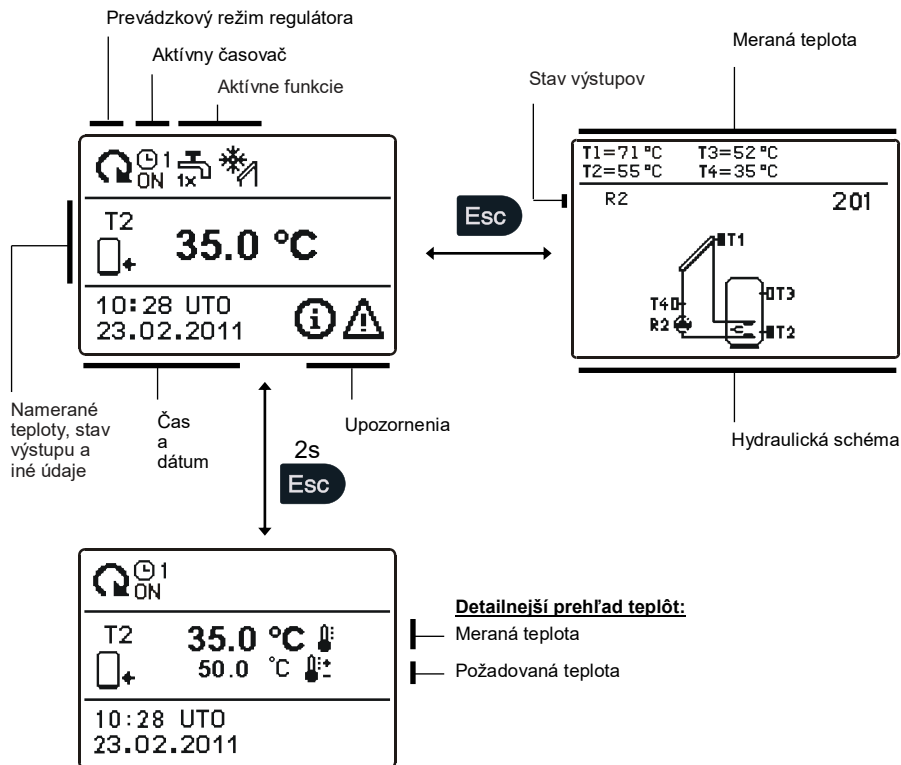 Prevádzkový režim regulátora
Aktívny časovač
Aktívne funkcie
1
ON
1x
T2
35.0 °C
10:28 UTO
23.02.2011
Namerané
teploty, stav
výstupu a
iné údaje
Čas
a
dátum
Upozornenia
Esc
Meraná teplota
Stav výstupov
T1=71°C T3=52°C
T2=55°C T4=35°C
R2 201
T1
T4 T3
R2 T2
Hydraulická schéma
2s
Esc
1
ON
T2 35.0 °C
50.0 °C
10:28 UTO
23.02.2011
Detailnejší prehľad teplôt:
Meraná teplota
Požadovaná teplota